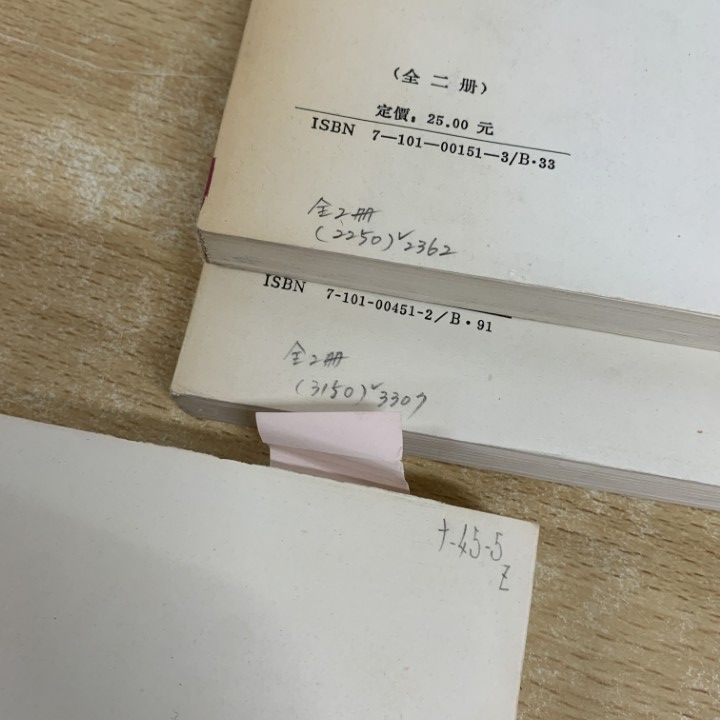 (全 二 册)
定價：25.00 元
ISBN 7—101—00151—3/B·33
全2册
(2250)✓2362
ISBN 7-101-00451-2/B·91
全2册
(3150)✓3307
十-45-5
Z